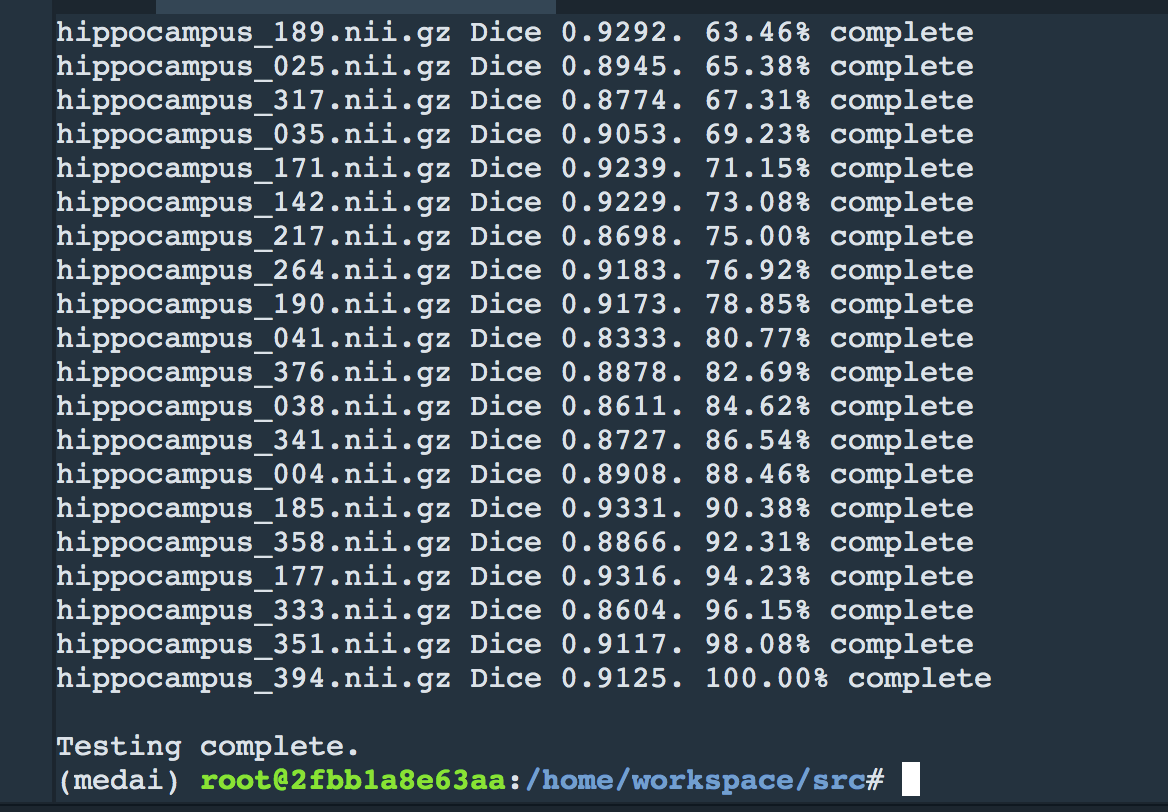 hippocampus_189.nii.gz Dice 0.9292. 63.46% complete
hippocampus_025.nii.gz Dice 0.8945. 65.38% complete
hippocampus_317.nii.gz Dice 0.8774. 67.31% complete
hippocampus_035.nii.gz Dice 0.9053. 69.23% complete
hippocampus_171.nii.gz Dice 0.9239. 71.15% complete
hippocampus_142.nii.gz Dice 0.9229. 73.08% complete
hippocampus_217.nii.gz Dice 0.8698. 75.00% complete
hippocampus_264.nii.gz Dice 0.9183. 76.92% complete
hippocampus_190.nii.gz Dice 0.9173. 78.85% complete
hippocampus_041.nii.gz Dice 0.8333. 80.77% complete
hippocampus_376.nii.gz Dice 0.8878. 82.69% complete
hippocampus_038.nii.gz Dice 0.8611. 84.62% complete
hippocampus_341.nii.gz Dice 0.8727. 86.54% complete
hippocampus_004.nii.gz Dice 0.8908. 88.46% complete
hippocampus_185.nii.gz Dice 0.9331. 90.38% complete
hippocampus_358.nii.gz Dice 0.8866. 92.31% complete
hippocampus_177.nii.gz Dice 0.9316. 94.23% complete
hippocampus_333.nii.gz Dice 0.8604. 96.15% complete
hippocampus_351.nii.gz Dice 0.9117. 98.08% complete
hippocampus_394.nii.gz Dice 0.9125. 100.00% complete
Testing complete.
(medai) root@2fbb1a8e63aa:/home/workspace/src#